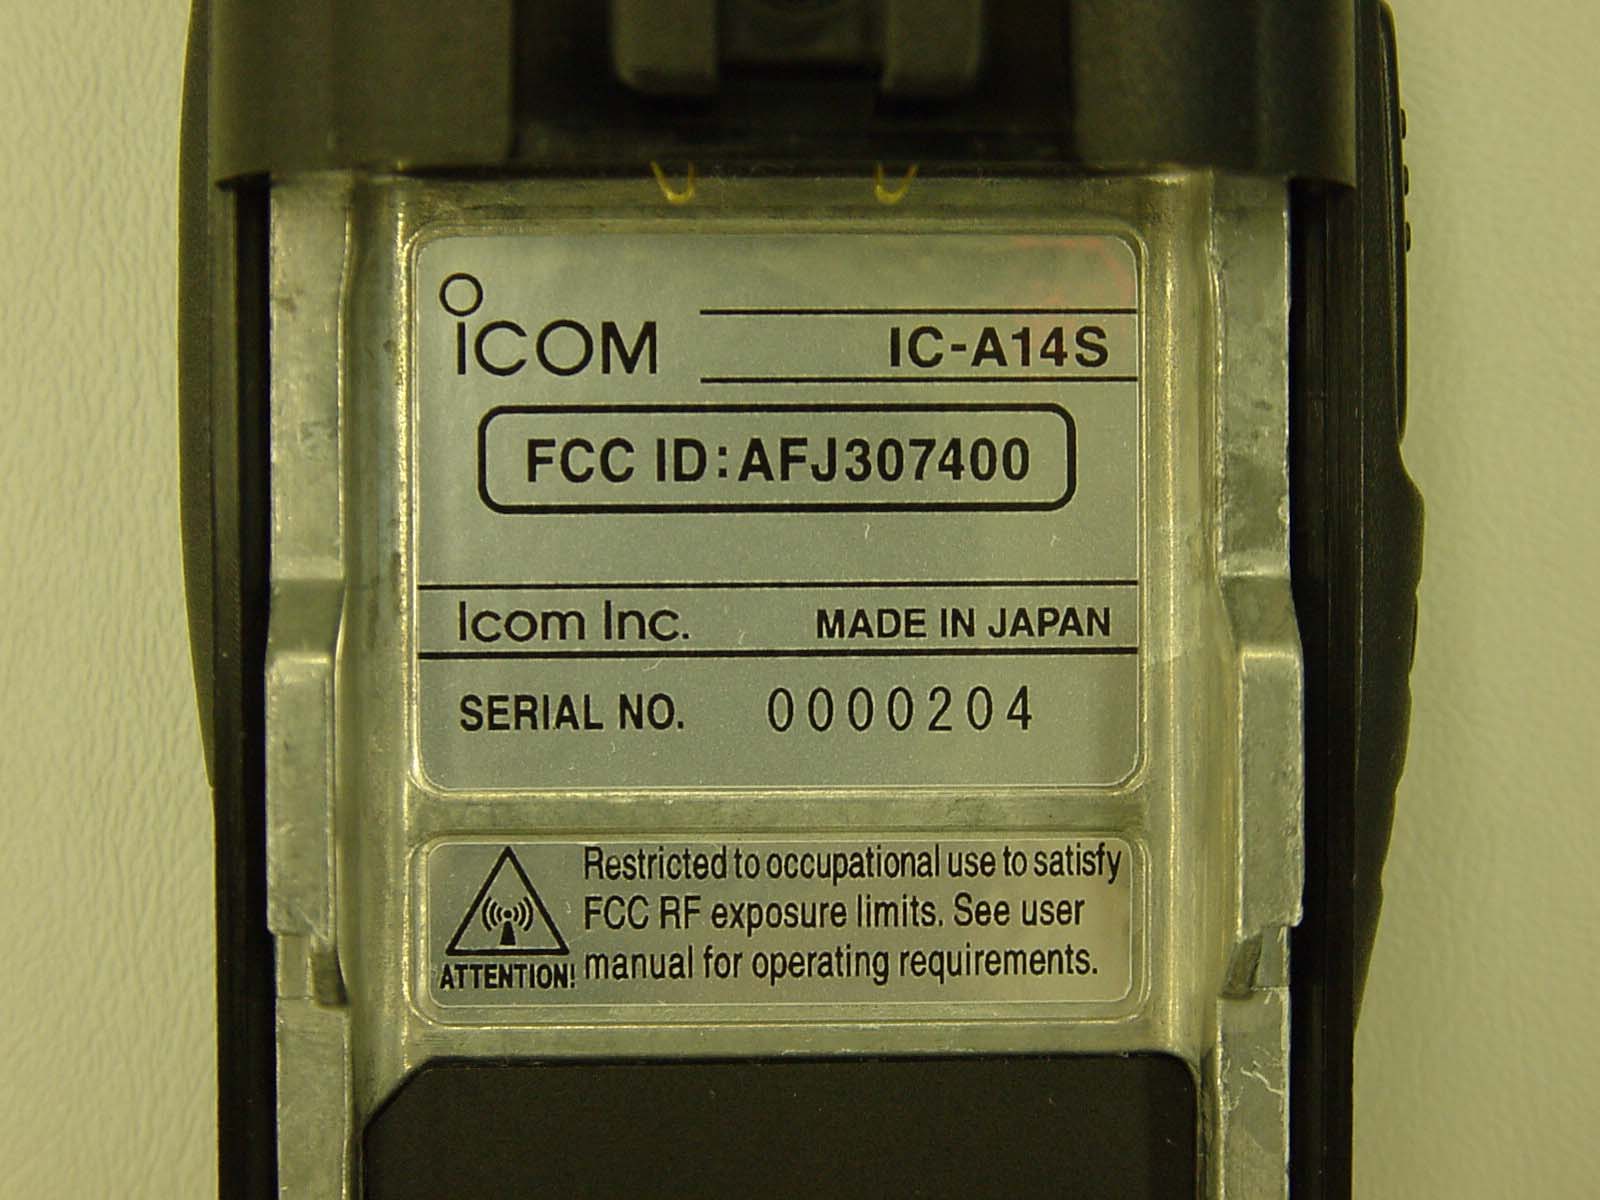 ICOM
IC-A14S
FCC ID:AFJ307400
Icom Inc. MADE IN JAPAN
SERIAL NO. 0000204
Restricted to occupational use to satisfy
FCC RF exposure limits. See user
manual for operating requirements.
ATTENTION!